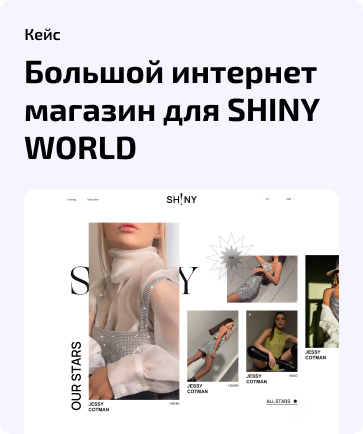 Кейс
Большой интернет
магазин для SHINY
WORLD
SH!NY
OUR STARS
JESSY
COTMAN
JESSY
COTMAN
JESSY
COTMAN
JESSY
COTMAN
ALL STARS